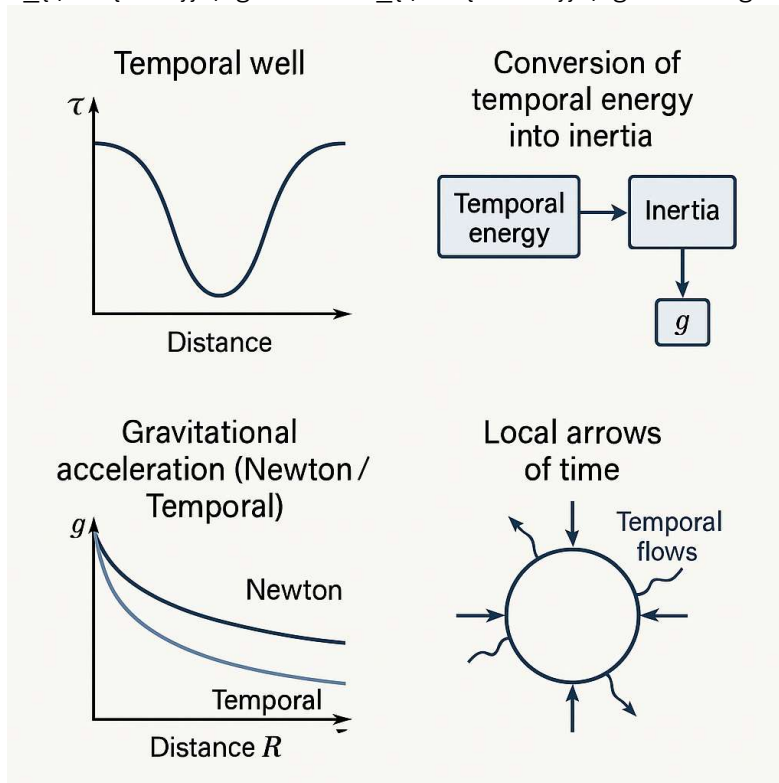 Temporal well
τ
Distance
Conversion of
temporal energy
into inertia
Temporal
energy
Inertia
g
Gravitational
acceleration (Newton /
Temporal)
g
Newton
Temporal
Distance R
Local arrows
of time
Temporal
flows